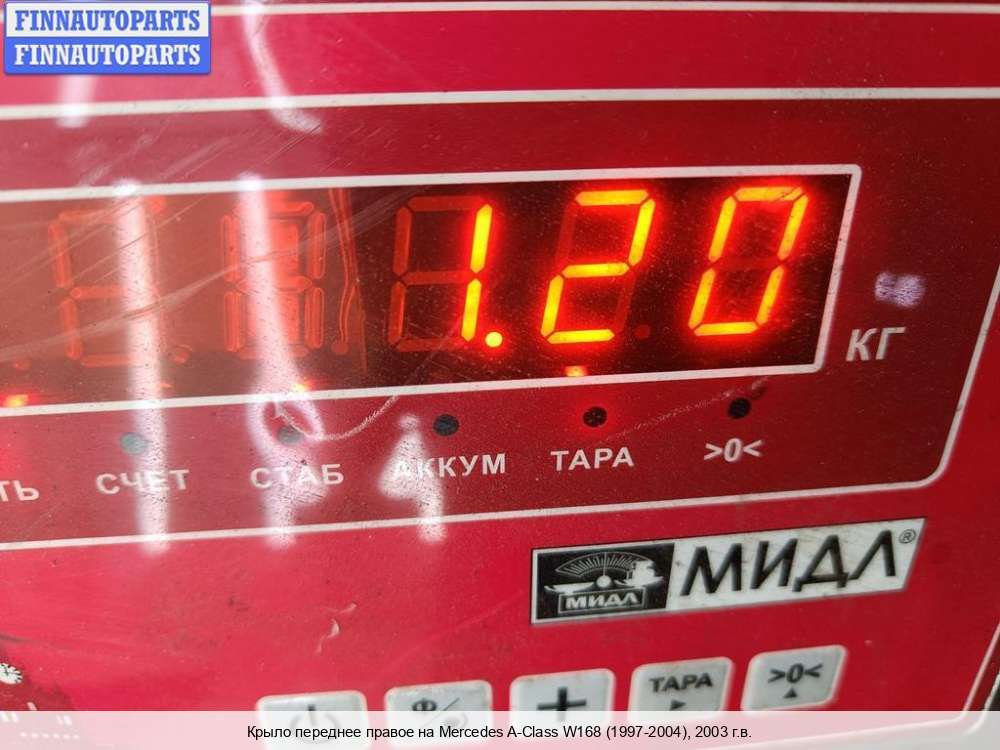 FINNAUTOPARTS
FINNAUTOPARTS
1.20
КГ
ТЬ СЧЕТ СТАБ АККУМ ТАРА >0<
МИДЛ МИДЛ®
Ф + ТАРА >0<
Крыло переднее правое на Mercedes A-Class W168 (1997-2004), 2003 г.в.